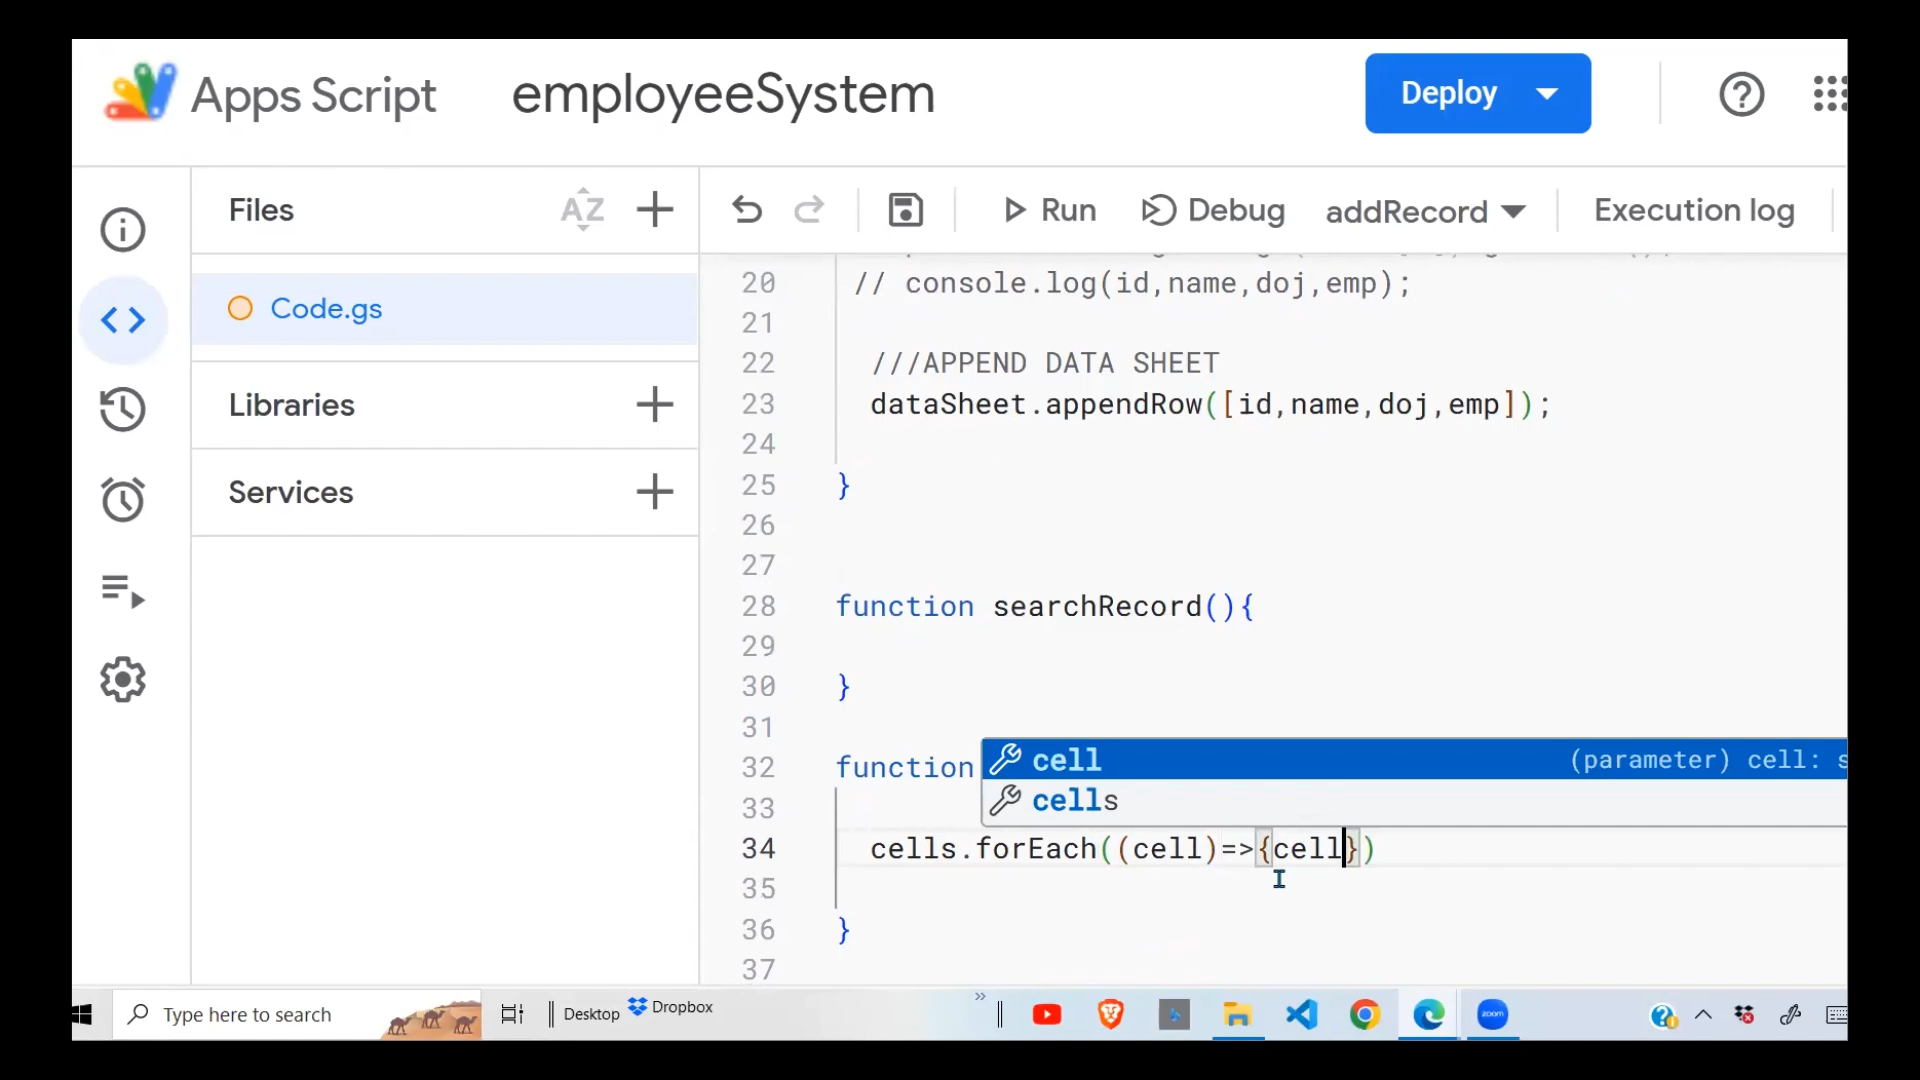 Apps Script employeeSystem Deploy
Files AZ Run Debug addRecord Execution log
Code.gs
Libraries
Services
20 // console.log(id,name,doj,emp);
21
22 ///APPEND DATA SHEET
23 dataSheet.appendRow([id,name,doj,emp]);
24
25 }
26
27
28 function searchRecord(){
29
30 }
31
cell (parameter) cell: s
32 function
cells
33
34 cells.forEach((cell)=>{cell})
35
36 }
37
Type here to search Desktop Dropbox zoom